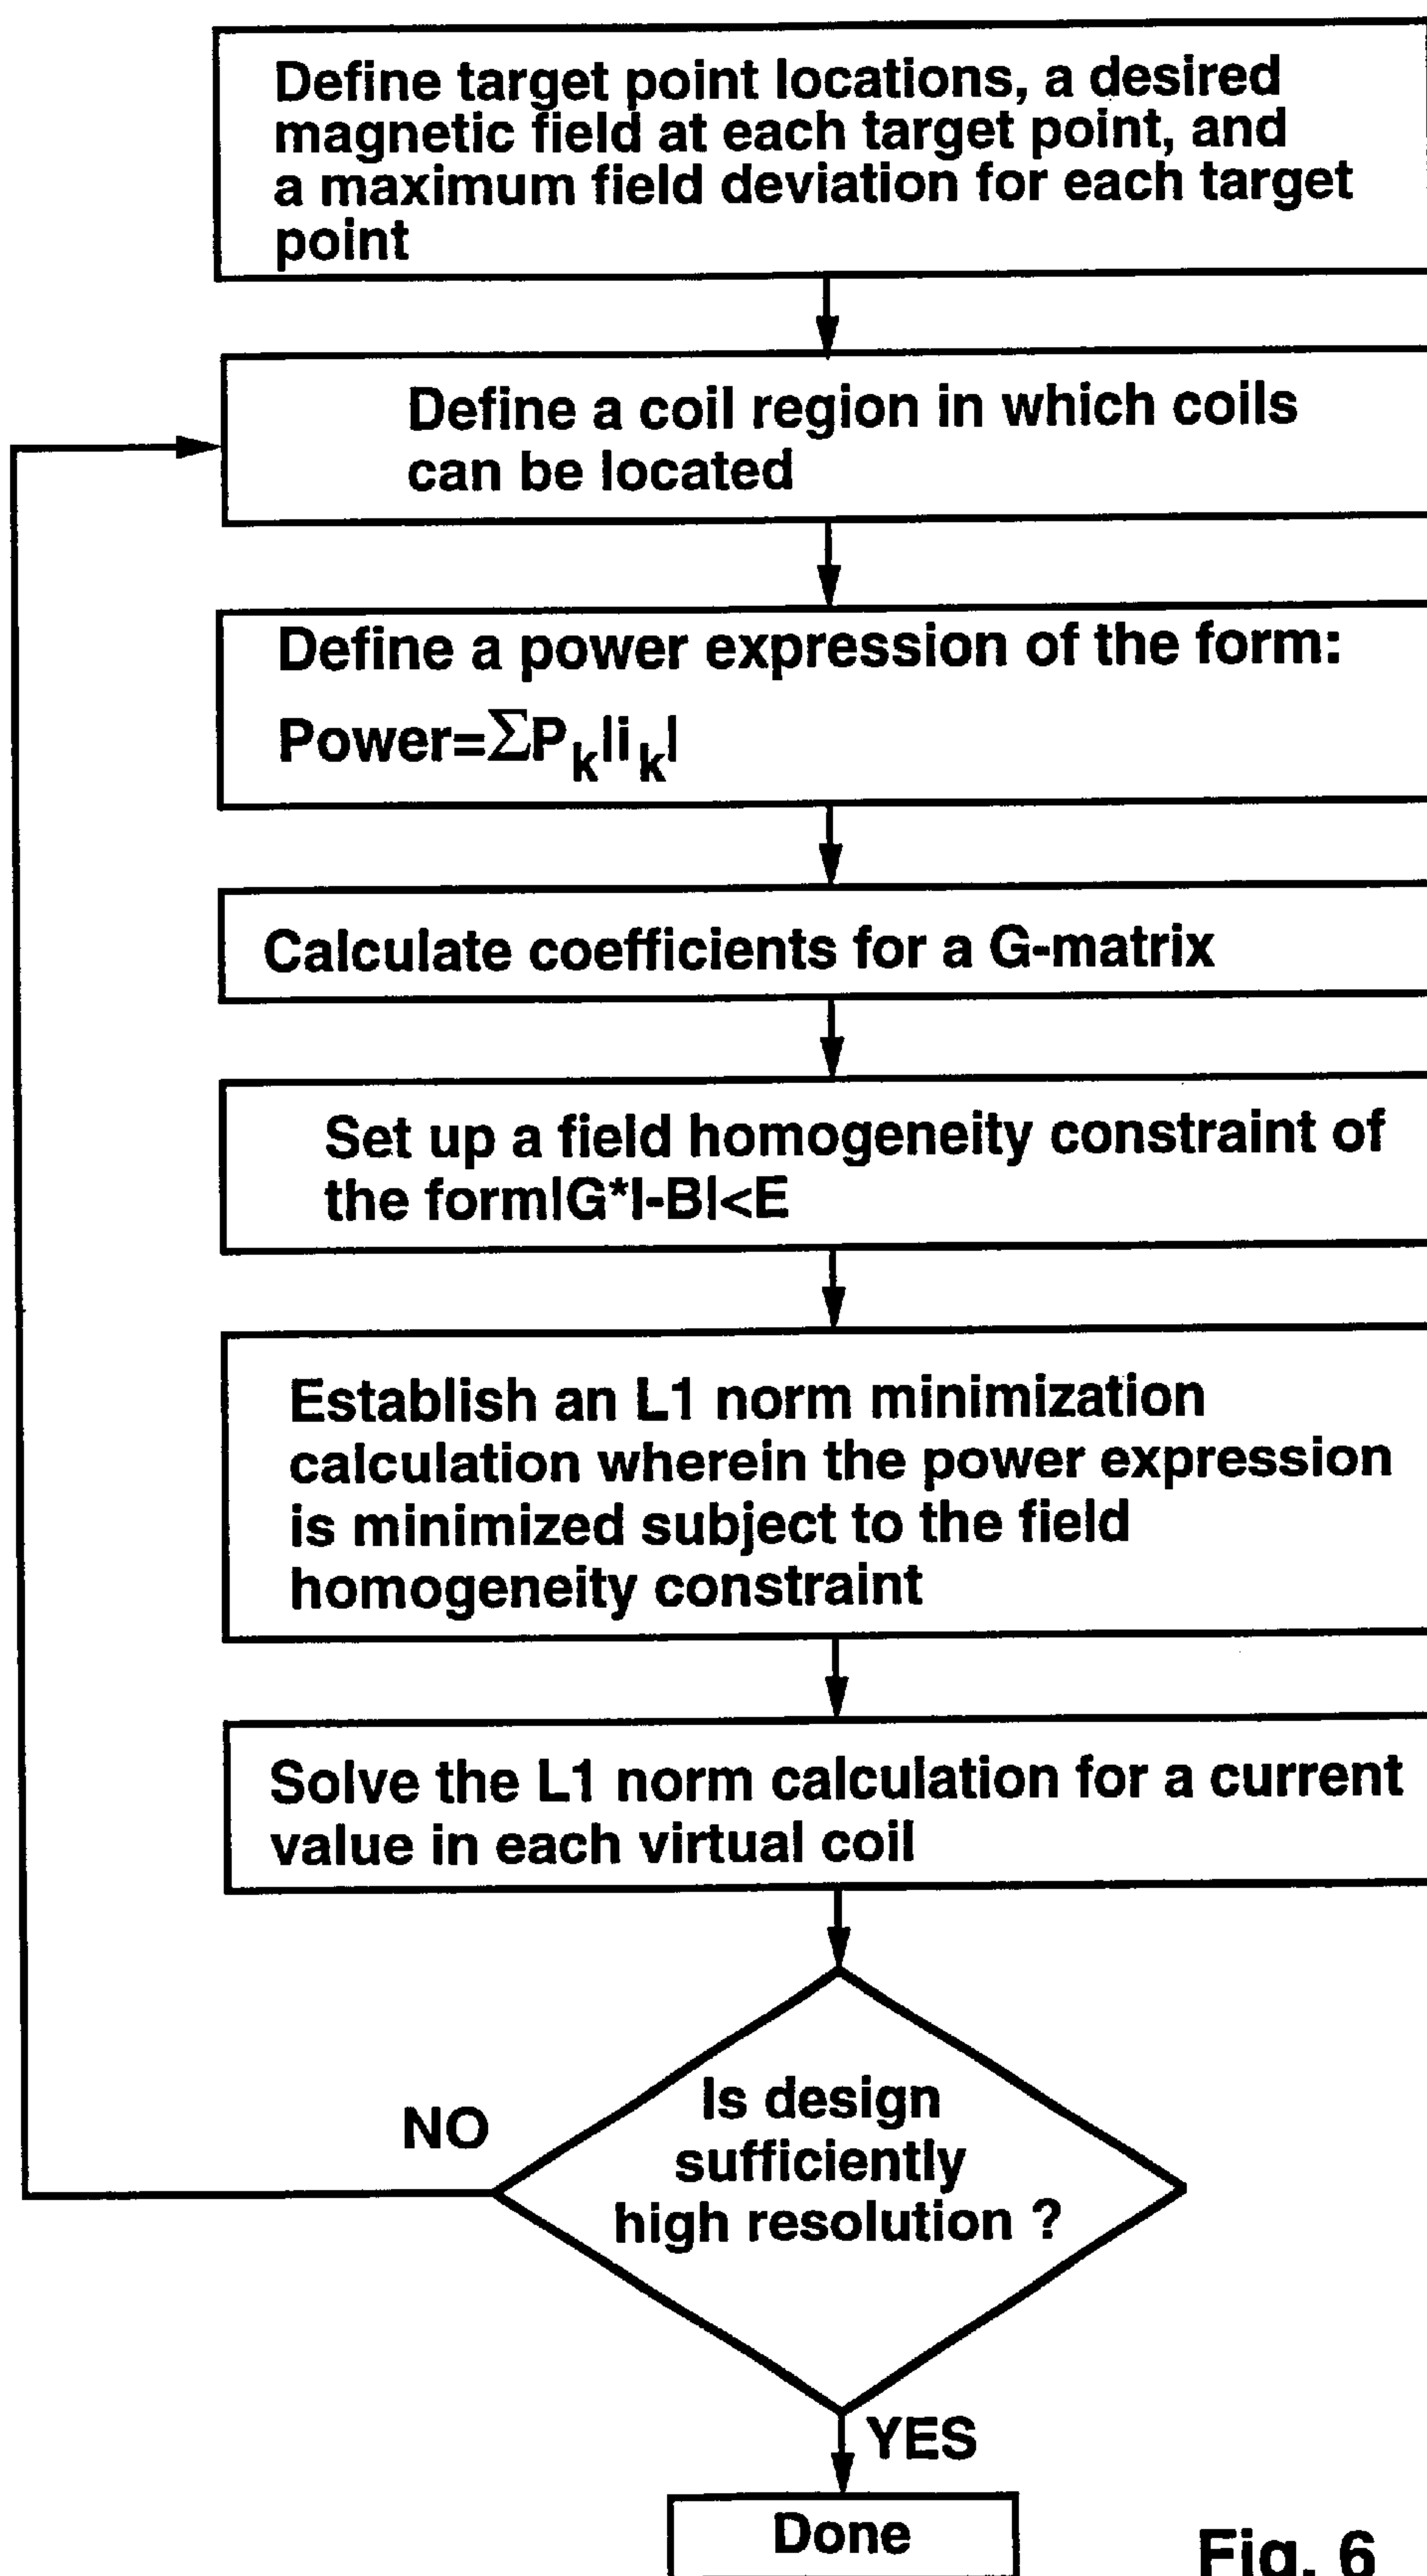 Define target point locations, a desired
magnetic field at each target point, and
a maximum field deviation for each target
point
Define a coil region in which coils
can be located
Define a power expression of the form:
Power=ΣPk|ik|
Calculate coefficients for a G-matrix
Set up a field homogeneity constraint of
the form|G*I-B|<E
Establish an L1 norm minimization
calculation wherein the power expression
is minimized subject to the field
homogeneity constraint
Solve the L1 norm calculation for a current
value in each virtual coil
Is design
sufficiently
high resolution ?
NO
YES
Done
Fig. 6